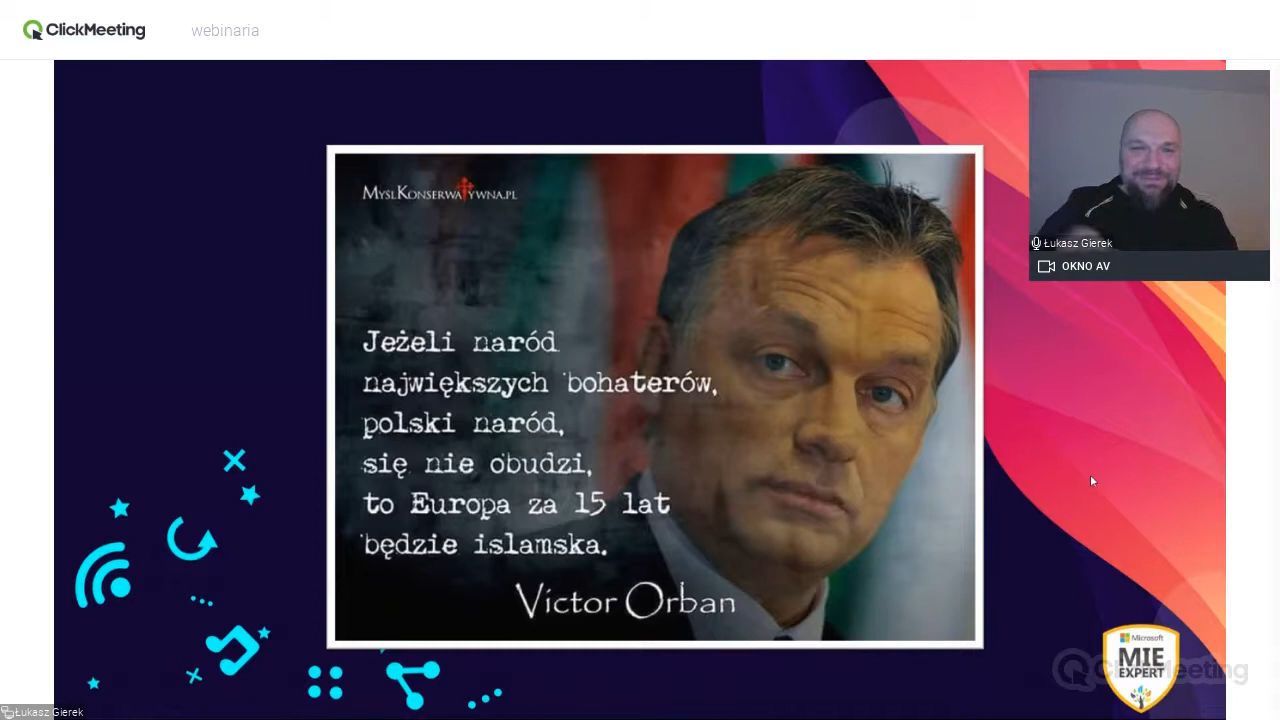 ClickMeeting
webinaria
MYŚLKONSERWATYWNA.PL
Jeżeli naród
największych bohaterów,
polski naród,
się nie obudzi,
to Europa za 15 lat
będzie islamska.
Victor Orban
Łukasz Gierek
OKNO AV
Microsoft
MIE
EXPERT
ClickMeeting
Łukasz Gierek